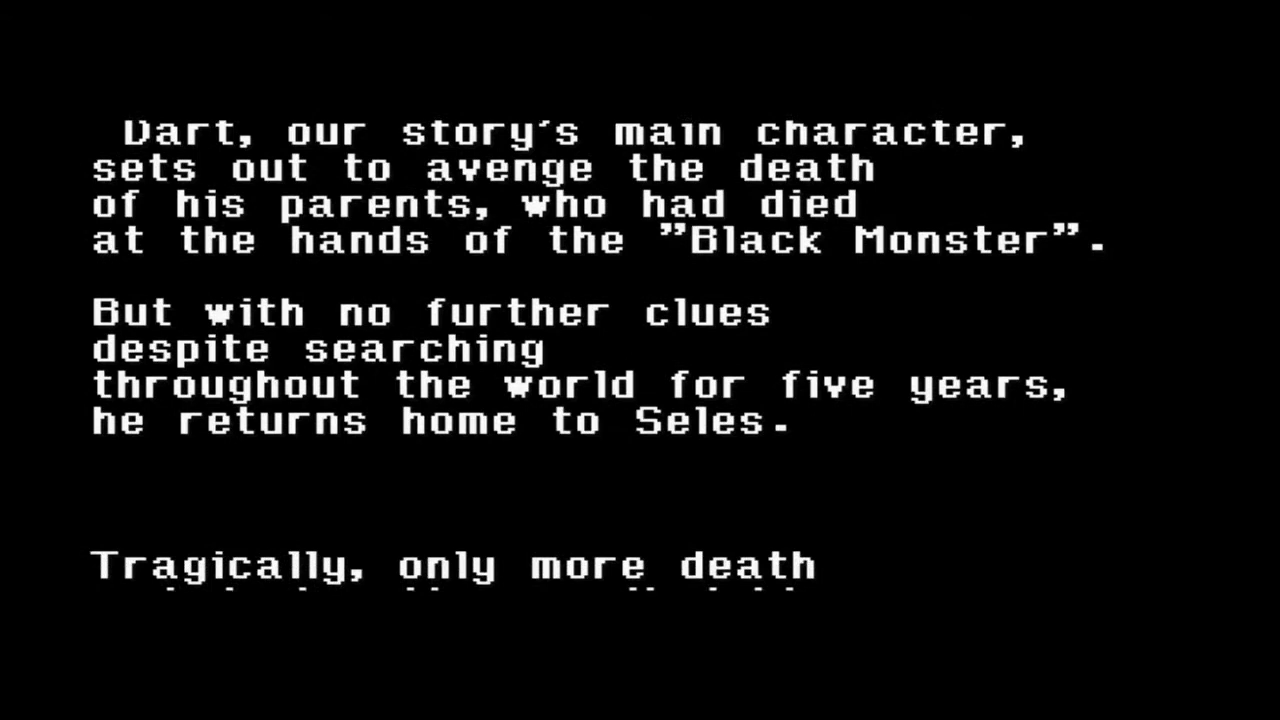 Dart, our story's main character,
sets out to avenge the death
of his parents, who had died
at the hands of the "Black Monster".
But with no further clues
despite searching
throughout the world for five years,
he returns home to Seles.
Tragically, only more death